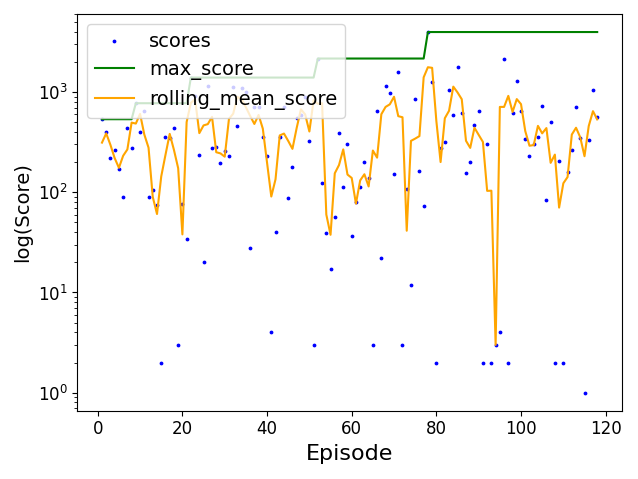 scores
max_score
rolling_mean_score
log(Score)
10³
10²
10¹
10⁰
0 20 40 60 80 100 120
Episode